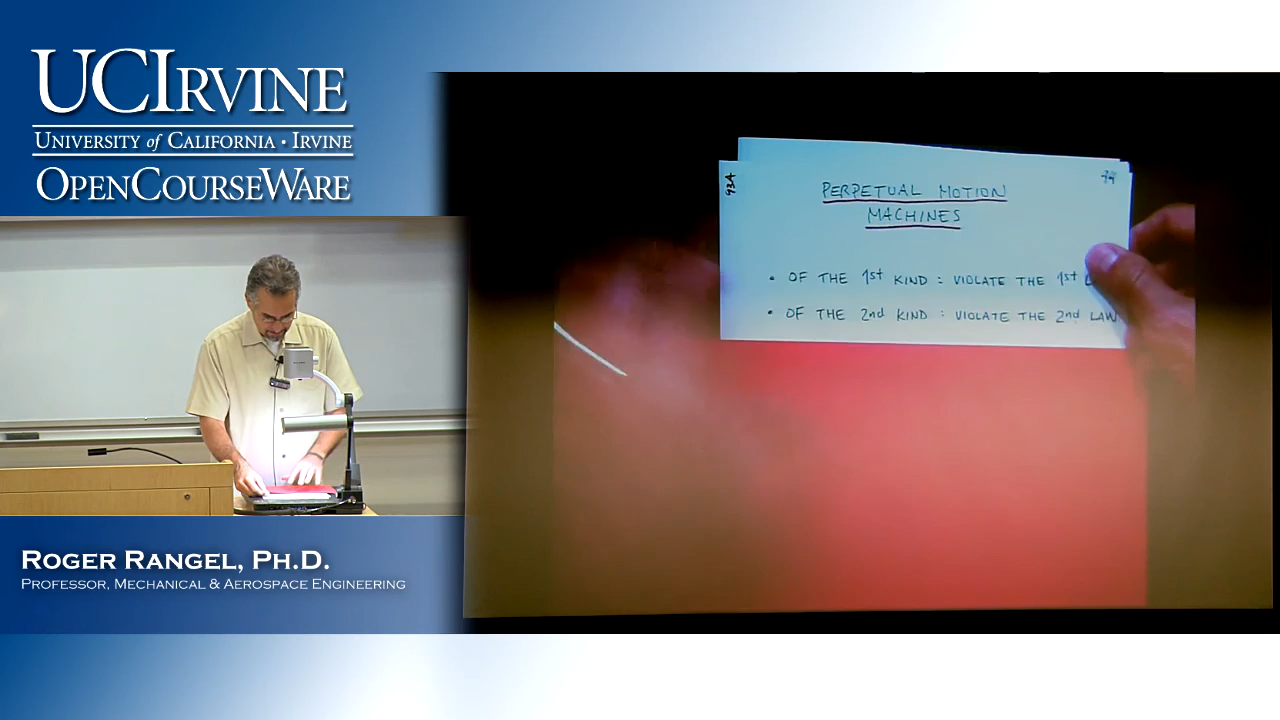 UCIRVINE
UNIVERSITY of CALIFORNIA · IRVINE
OPENCOURSEWARE
93A
PERPETUAL MOTION
MACHINES
• OF THE 1st KIND : VIOLATE THE 1st L
• OF THE 2nd KIND : VIOLATE THE 2nd LAW
ROGER RANGEL, PH.D.
PROFESSOR, MECHANICAL & AEROSPACE ENGINEERING